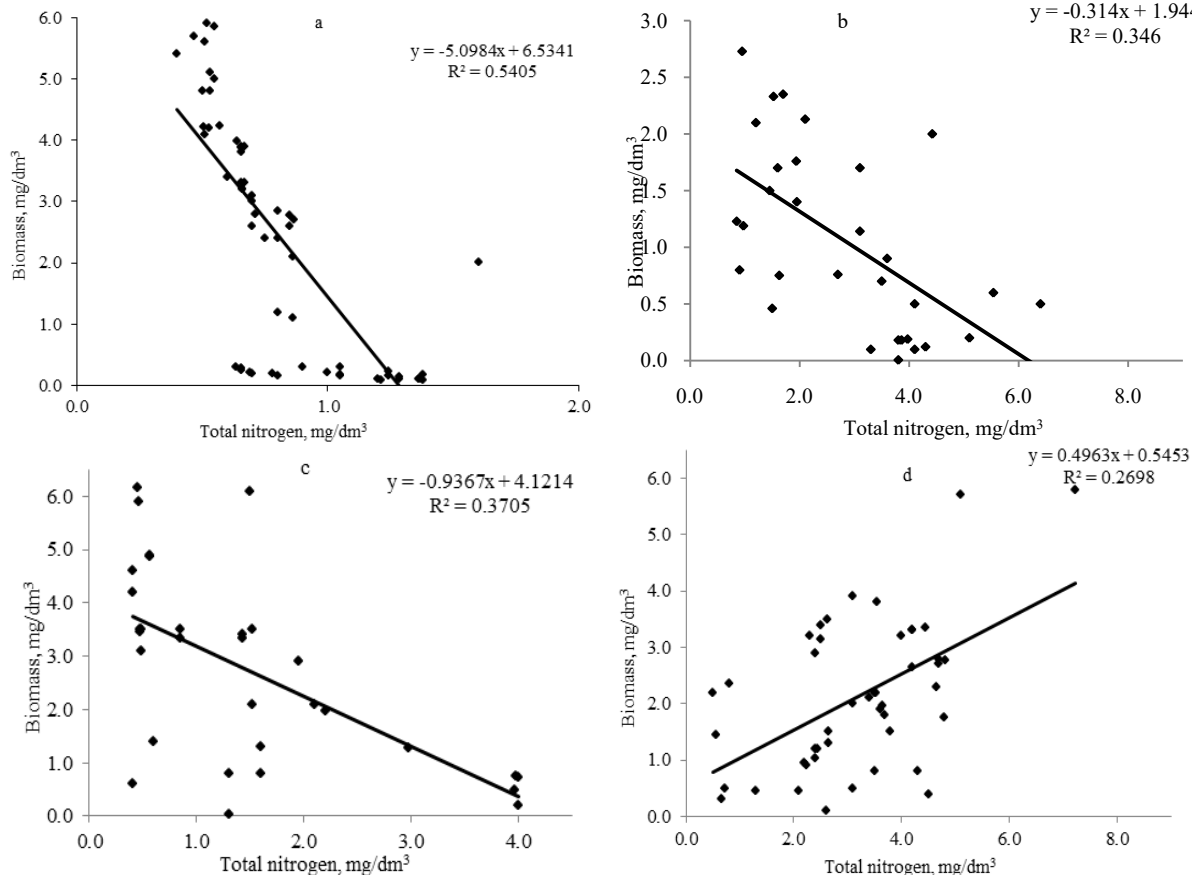 a
y = -5.0984x + 6.5341
R² = 0.5405
6.0
5.0
4.0
3.0
2.0
1.0
0.0
Biomass, mg/dm³
0.0 1.0 2.0
Total nitrogen, mg/dm³
b
y = -0.314x + 1.944
R² = 0.346
3.0
2.5
2.0
1.5
1.0
0.5
0.0
Biomass, mg/dm³
0.0 2.0 4.0 6.0 8.0
Total nitrogen, mg/dm³
c
y = -0.9367x + 4.1214
R² = 0.3705
6.0
5.0
4.0
3.0
2.0
1.0
0.0
Biomass, mg/dm³
0.0 1.0 2.0 3.0 4.0
Total nitrogen, mg/dm³
d
y = 0.4963x + 0.5453
R² = 0.2698
6.0
5.0
4.0
3.0
2.0
1.0
0.0
Biomass, mg/dm³
0.0 2.0 4.0 6.0 8.0
Total nitrogen, mg/dm³